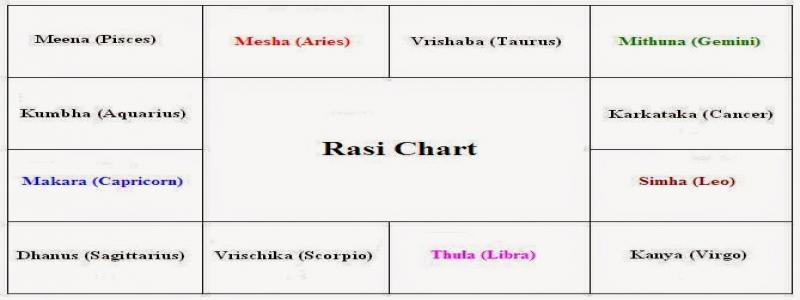 Meena (Pisces)
Mesha (Aries)
Vrishaba (Taurus)
Mithuna (Gemini)
Kumbha (Aquarius)
Karkataka (Cancer)
Rasi Chart
Makara (Capricorn)
Simha (Leo)
Dhanus (Sagittarius)
Vrischika (Scorpio)
Thula (Libra)
Kanya (Virgo)